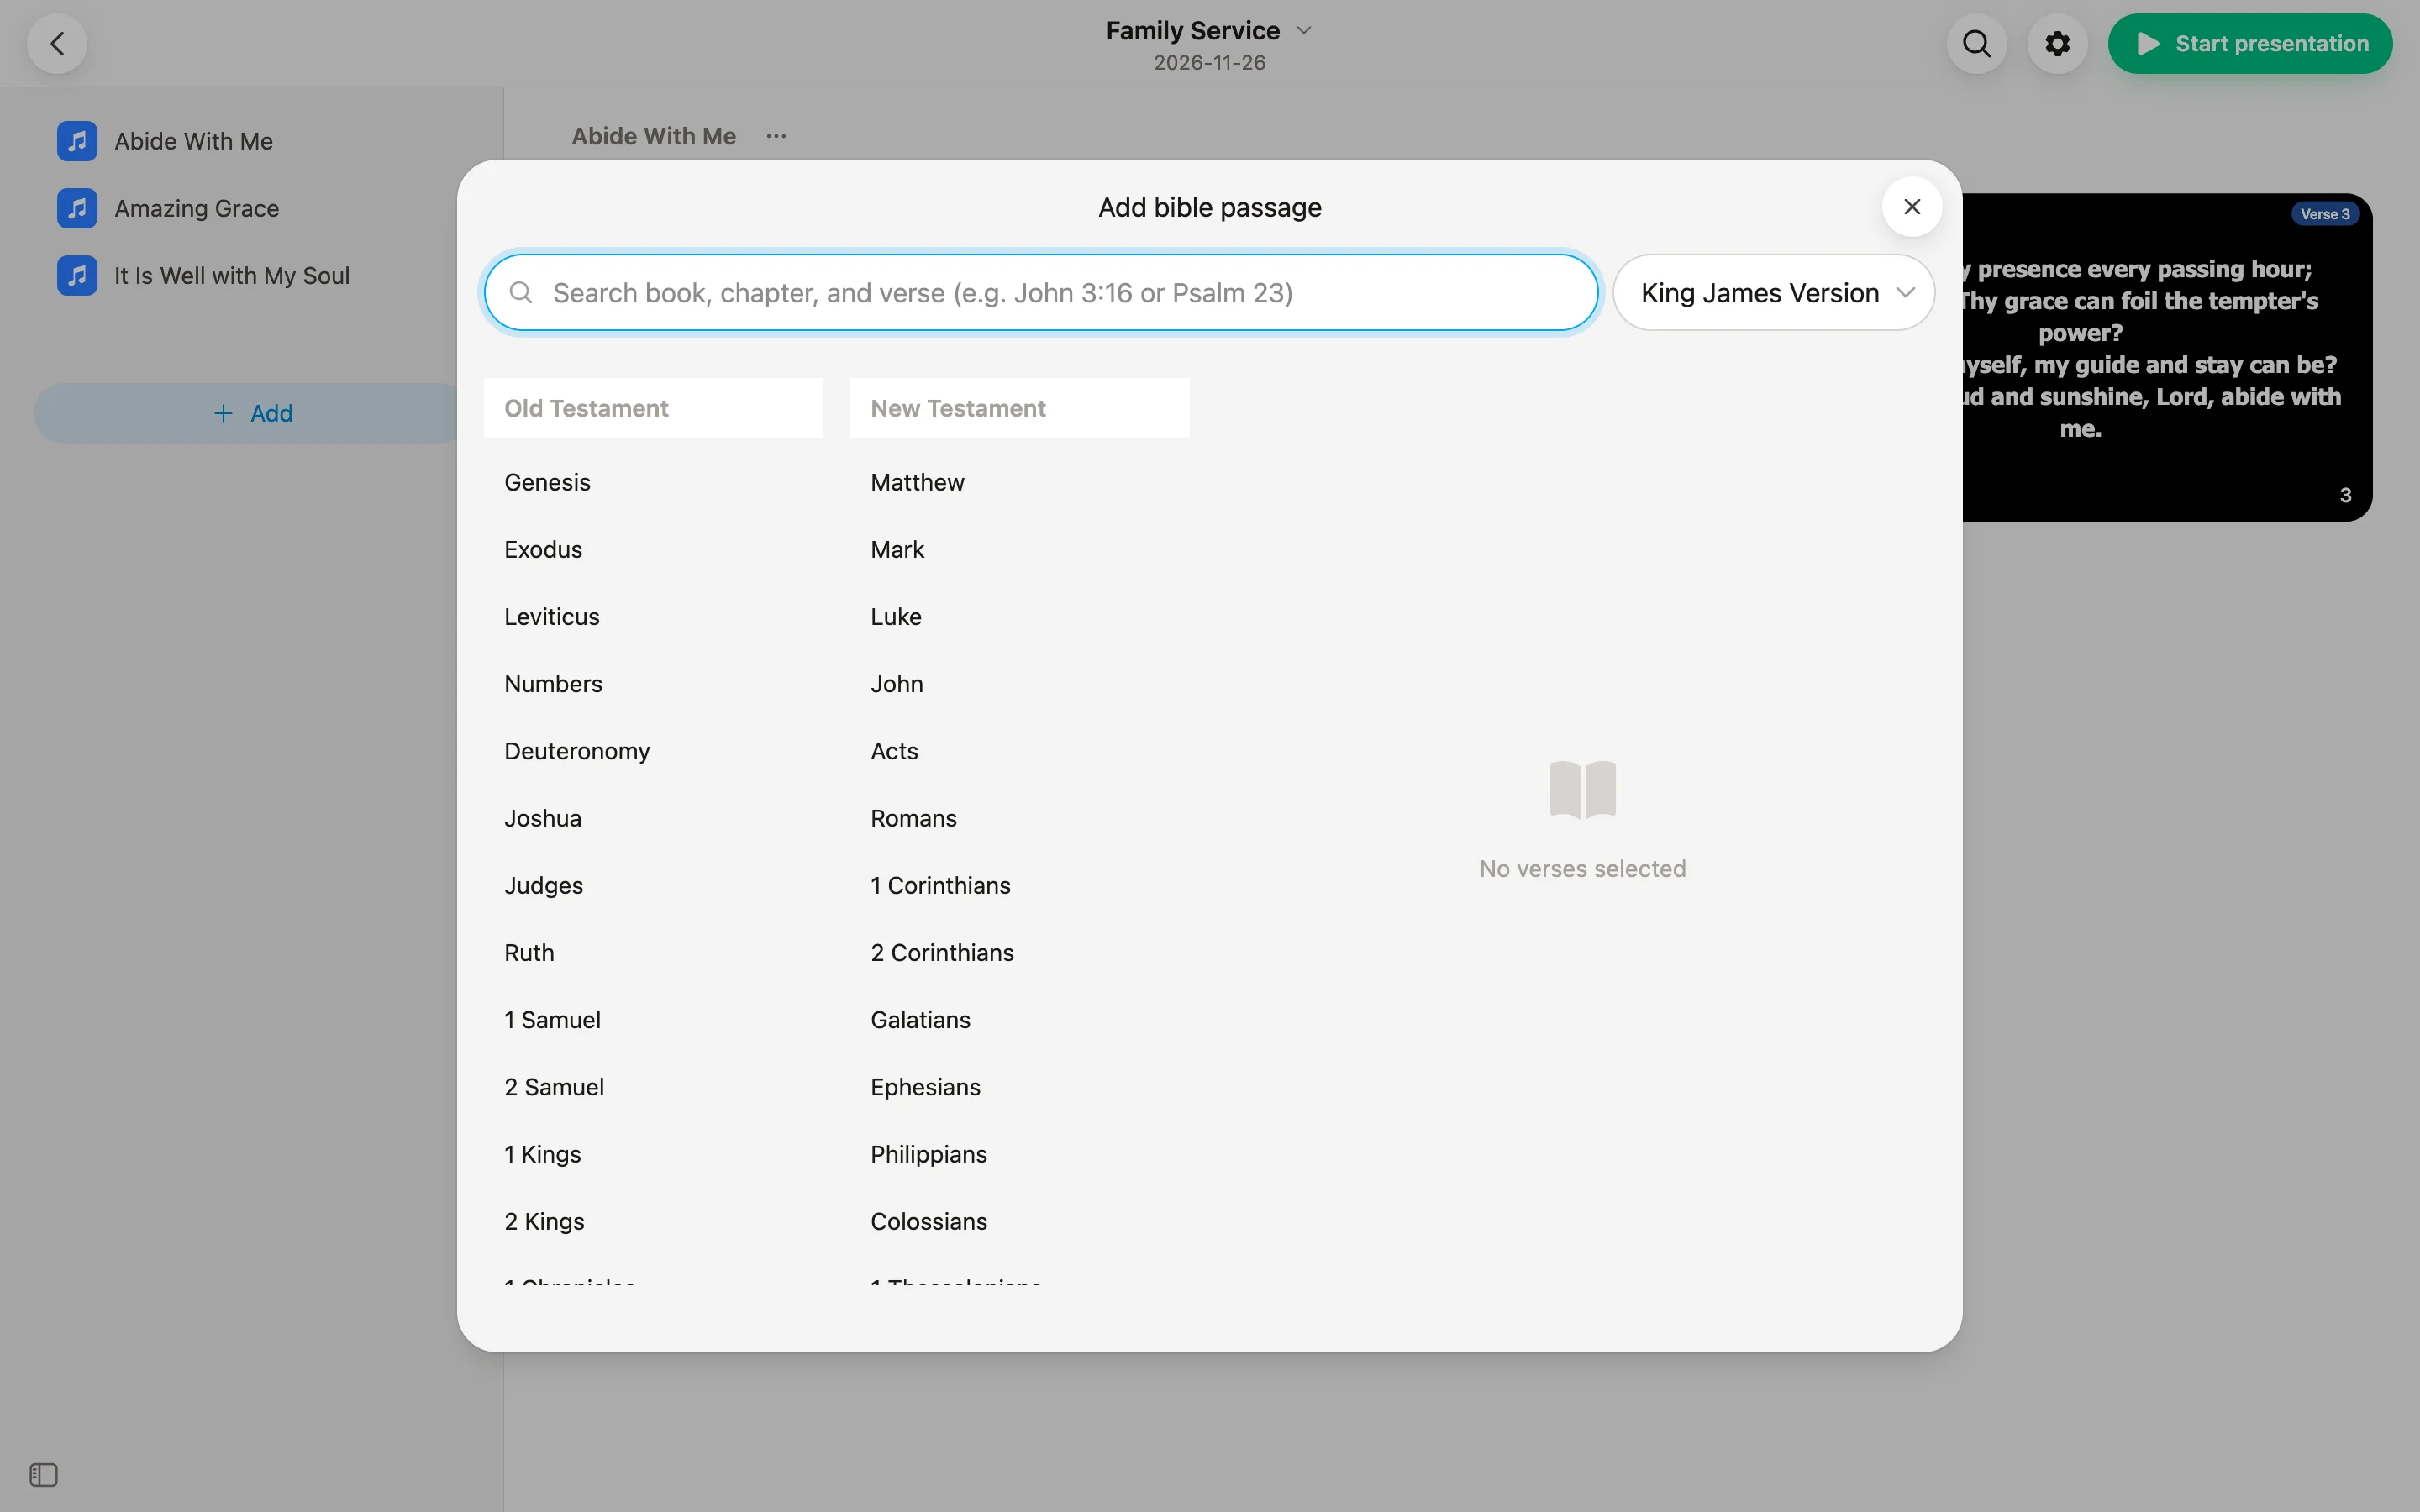 Family Service
2026-11-26
Start presentation
Abide With Me
Amazing Grace
It Is Well with My Soul
Add
Abide With Me
Add bible passage
Search book, chapter, and verse (e.g. John 3:16 or Psalm 23)
King James Version
Old Testament
Genesis
Exodus
Leviticus
Numbers
Deuteronomy
Joshua
Judges
Ruth
1 Samuel
2 Samuel
1 Kings
2 Kings
New Testament
Matthew
Mark
Luke
John
Acts
Romans
1 Corinthians
2 Corinthians
Galatians
Ephesians
Philippians
Colossians
No verses selected
Verse 3
presence every passing hour;
Thy grace can foil the tempter's
power?
myself, my guide and stay can be?
and sunshine, Lord, abide with
me.
3